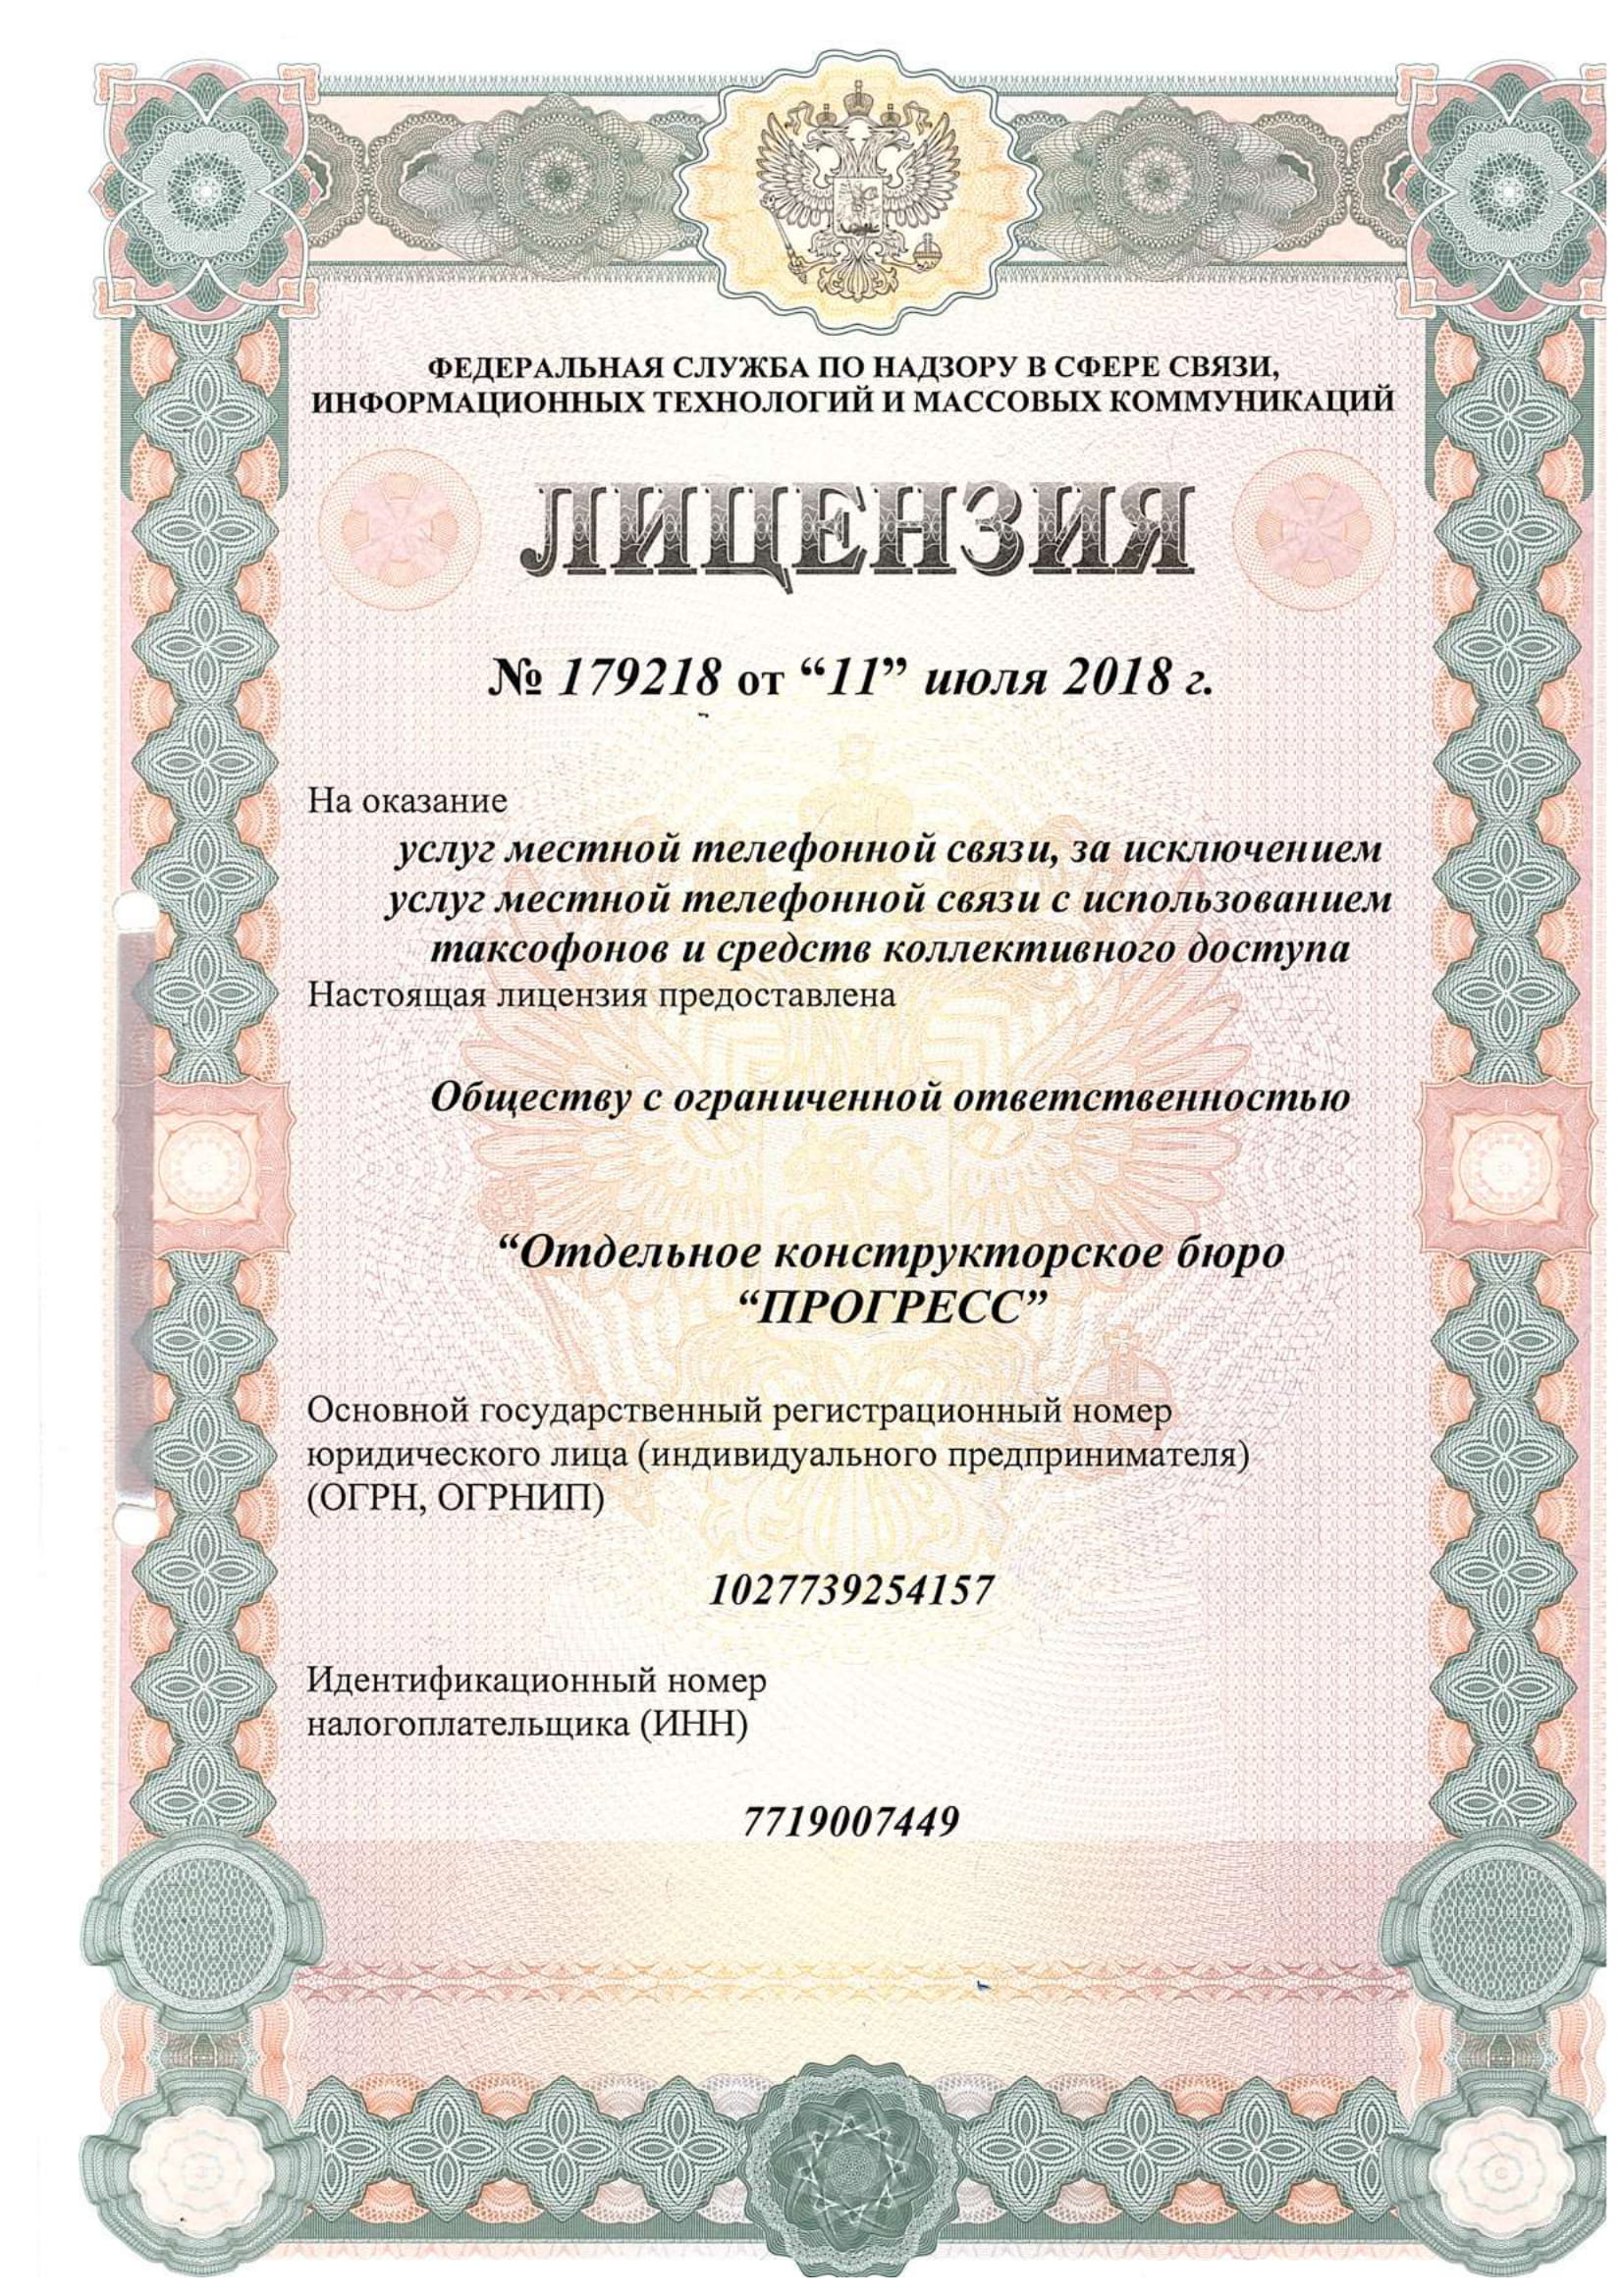 ФЕДЕРАЛЬНАЯ СЛУЖБА ПО НАДЗОРУ В СФЕРЕ СВЯЗИ,
ИНФОРМАЦИОННЫХ ТЕХНОЛОГИЙ И МАССОВЫХ КОММУНИКАЦИЙ
ЛИЦЕНЗИЯ
№ 179218 от “11” июля 2018 г.
На оказание
услуг местной телефонной связи, за исключением
услуг местной телефонной связи с использованием
таксофонов и средств коллективного доступа
Настоящая лицензия предоставлена
Обществу с ограниченной ответственностью
“Отдельное конструкторское бюро
“ПРОГРЕСС”
Основной государственный регистрационный номер
юридического лица (индивидуального предпринимателя)
(ОГРН, ОГРНИП)
1027739254157
Идентификационный номер
налогоплательщика (ИНН)
7719007449